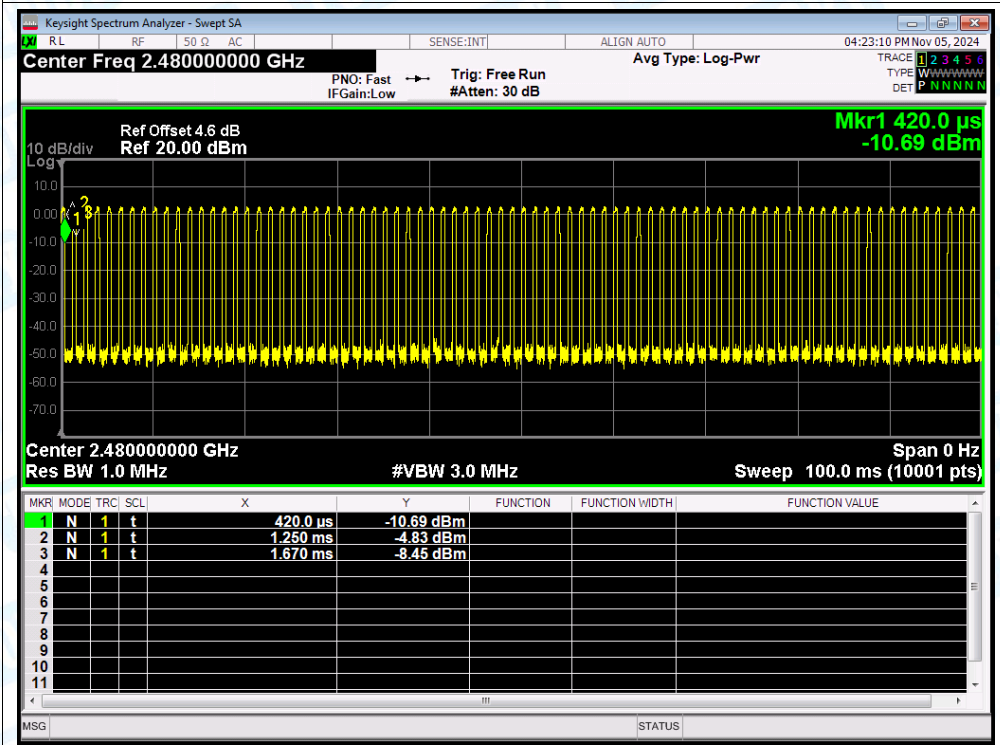 Keysight Spectrum Analyzer - Swept SA
LXI RL RF 50 Ω AC SENSE:INT ALIGN AUTO 04:23:10 PM Nov 05, 2024
Center Freq 2.480000000 GHz Avg Type: Log-Pwr TRACE 1 2 3 4 5 6
PNO: Fast Trig: Free Run TYPE WWWWWW
IFGain:Low #Atten: 30 dB DET P N N N N N
Ref Offset 4.6 dB Mkr1 420.0 µs
10 dB/div Ref 20.00 dBm -10.69 dBm
Log
10.0
0.00
-10.0
-20.0
-30.0
-40.0
-50.0
-60.0
-70.0
1 2 3
Center 2.480000000 GHz Span 0 Hz
Res BW 1.0 MHz #VBW 3.0 MHz Sweep 100.0 ms (10001 pts)
MKR MODE TRC SCL X Y FUNCTION FUNCTION WIDTH FUNCTION VALUE
1 N 1 t 420.0 µs -10.69 dBm
2 N 1 t 1.250 ms -4.83 dBm
3 N 1 t 1.670 ms -8.45 dBm
4
5
6
7
8
9
10
11
MSG STATUS